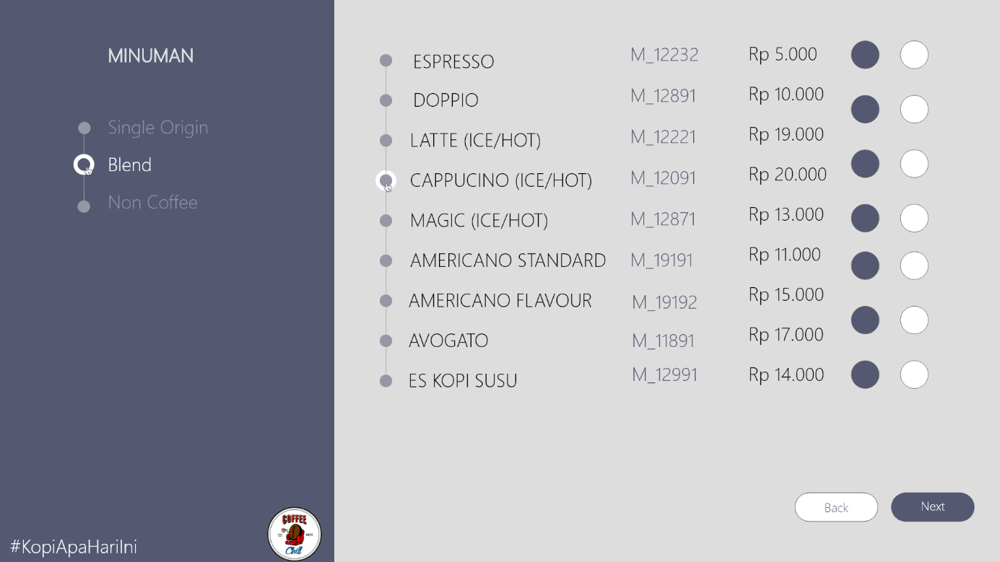 MINUMAN
Single Origin
Blend
Non Coffee
#KopiApaHariIni
COFFEE
EST
Chill
ESPRESSO M_12232 Rp 5.000
DOPPIO M_12891 Rp 10.000
LATTE (ICE/HOT) M_12221 Rp 19.000
CAPPUCINO (ICE/HOT) M_12091 Rp 20.000
MAGIC (ICE/HOT) M_12871 Rp 13.000
AMERICANO STANDARD M_19191 Rp 11.000
AMERICANO FLAVOUR M_19192 Rp 15.000
AVOGATO M_11891 Rp 17.000
ES KOPI SUSU M_12991 Rp 14.000
Back Next